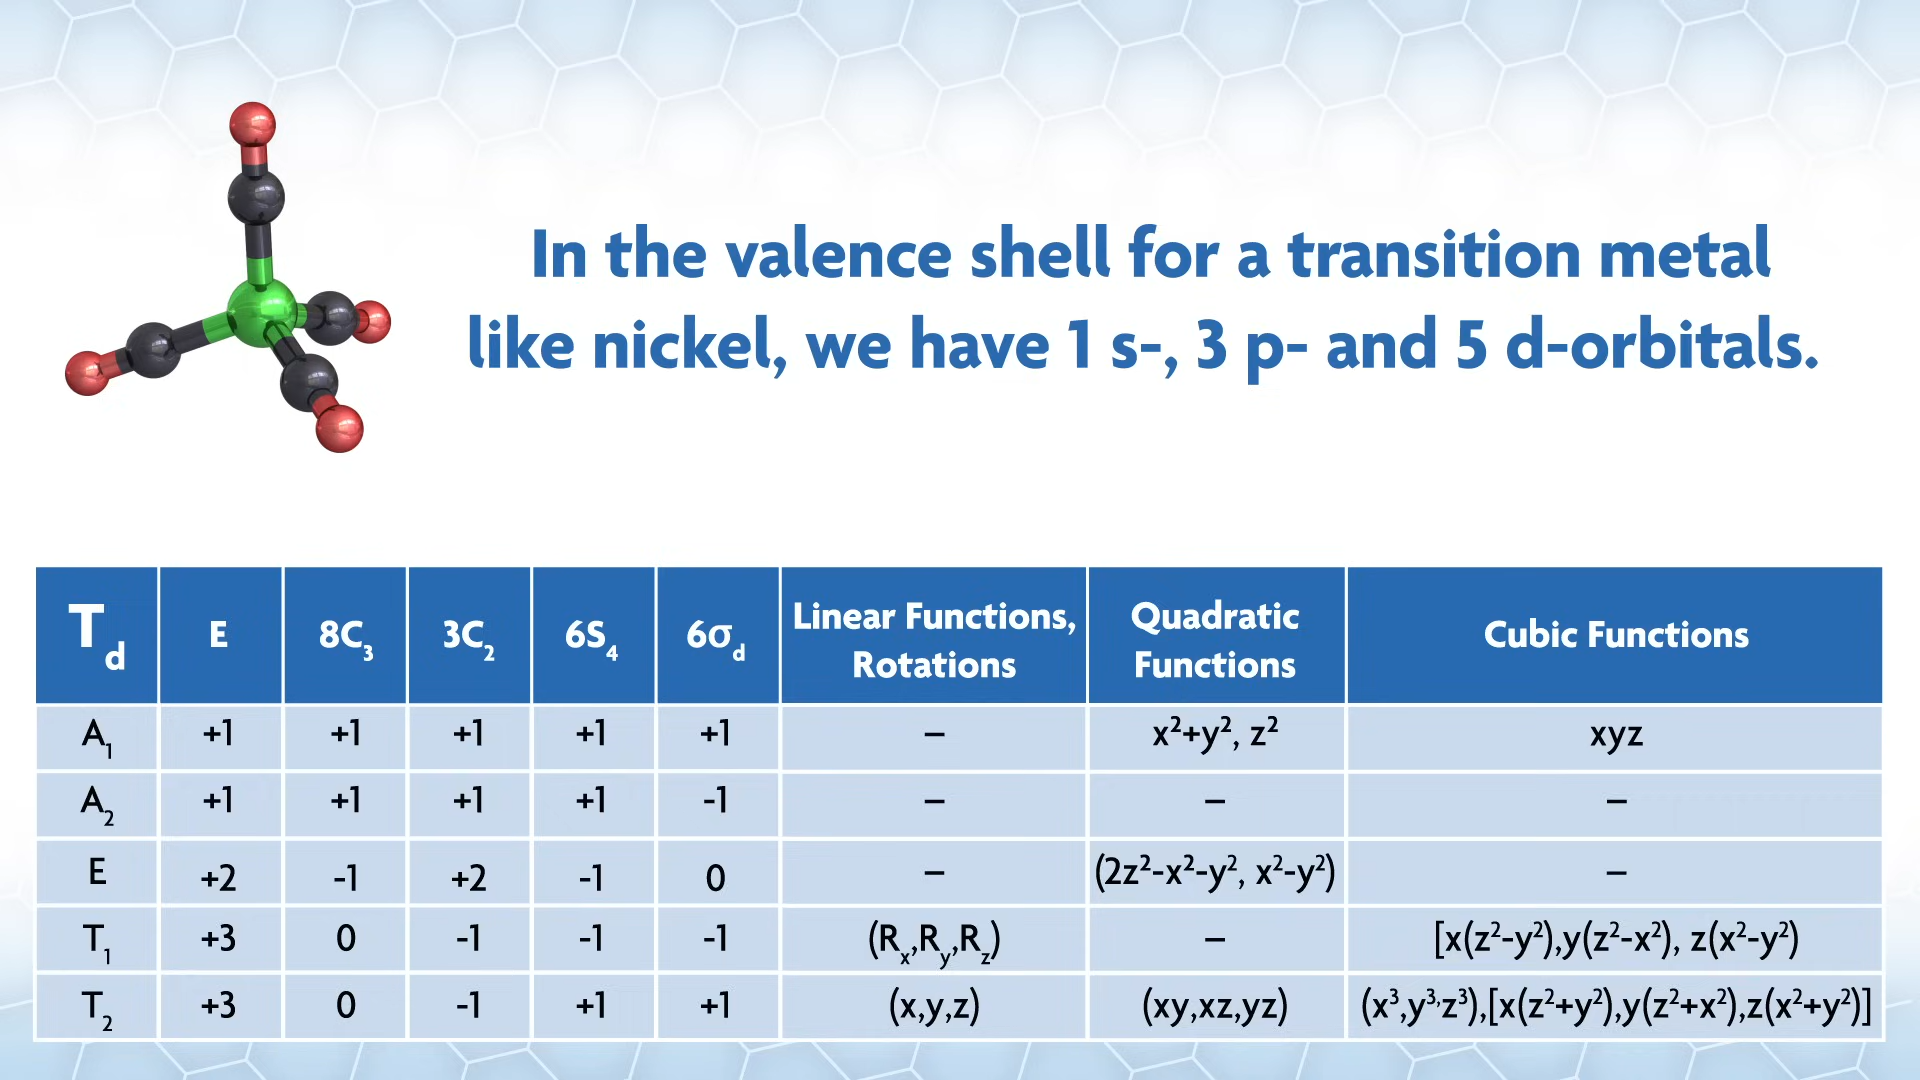 In the valence shell for a transition metal
like nickel, we have 1 s-, 3 p- and 5 d-orbitals.
T_d E 8C₃ 3C₂ 6S₄ 6σ_d Linear Functions, Rotations Quadratic Functions Cubic Functions
A₁ +1 +1 +1 +1 +1 – x²+y², z² xyz
A₂ +1 +1 +1 +1 -1 – – –
E +2 -1 +2 -1 0 – (2z²-x²-y², x²-y²) –
T₁ +3 0 -1 -1 -1 (Rₓ,R_y,R_z) – [x(z²-y²),y(z²-x²), z(x²-y²)
T₂ +3 0 -1 +1 +1 (x,y,z) (xy,xz,yz) (x³,y³,z³),[x(z²+y²),y(z²+x²),z(x²+y²)]